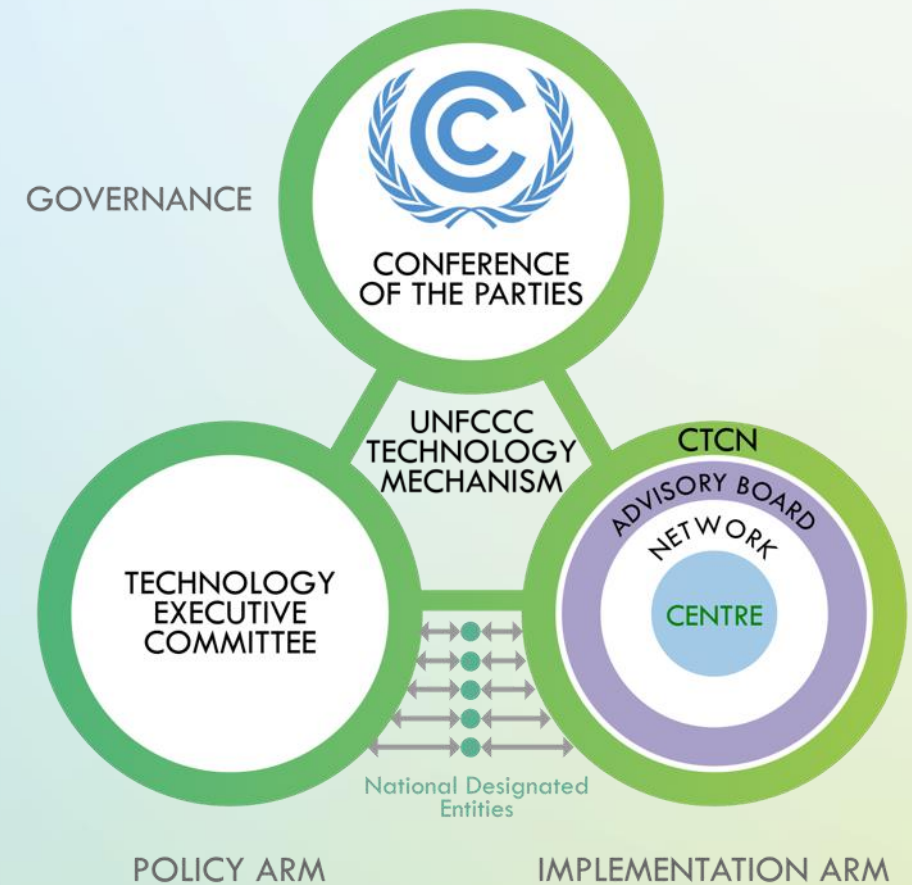 GOVERNANCE
CONFERENCE
OF THE PARTIES
UNFCCC
TECHNOLOGY
MECHANISM
TECHNOLOGY
EXECUTIVE
COMMITTEE
CTCN
ADVISORY BOARD
NETWORK
CENTRE
National Designated
Entities
POLICY ARM
IMPLEMENTATION ARM